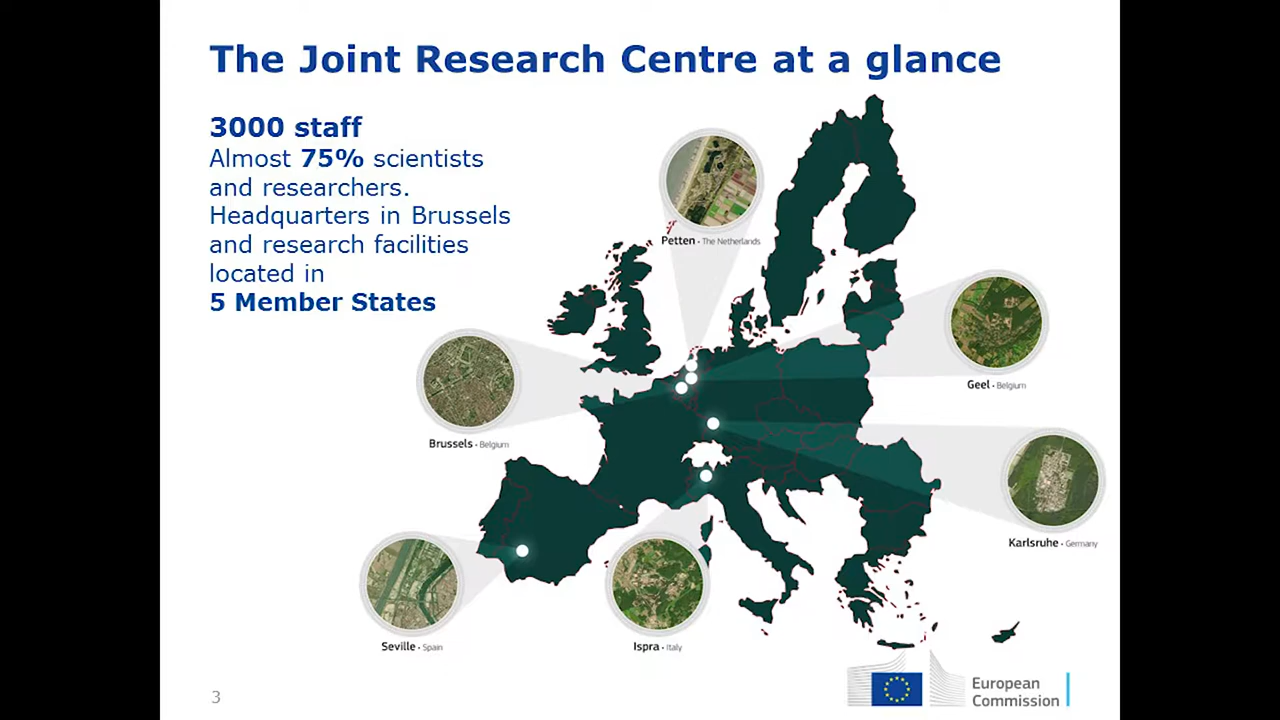 The Joint Research Centre at a glance
3000 staff
Almost 75% scientists
and researchers.
Headquarters in Brussels
and research facilities
located in
5 Member States
Petten - The Netherlands
Geel - Belgium
Brussels - Belgium
Karlsruhe - Germany
Seville - Spain
Ispra - Italy
3
European
Commission